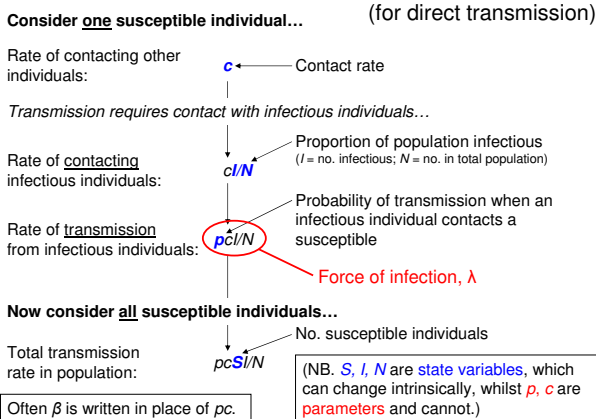 (for direct transmission)
Consider one susceptible individual…
Rate of contacting other
individuals:
c
Contact rate
Transmission requires contact with infectious individuals…
Proportion of population infectious
(I = no. infectious; N = no. in total population)
Rate of contacting
infectious individuals:
cI/N
Probability of transmission when an
infectious individual contacts a
susceptible
Rate of transmission
from infectious individuals:
pcI/N
Force of infection, λ
Now consider all susceptible individuals…
No. susceptible individuals
Total transmission
rate in population:
pcSI/N
(NB. S, I, N are state variables, which
can change intrinsically, whilst p, c are
parameters and cannot.)
Often β is written in place of pc.